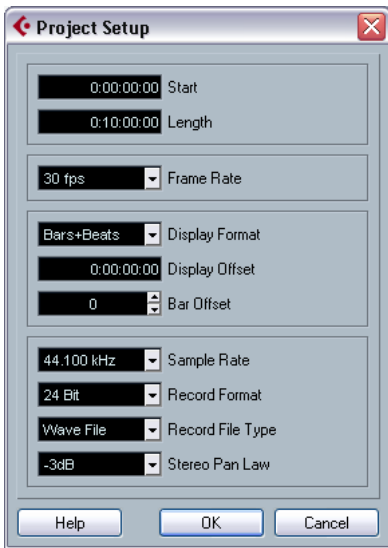 Project Setup
0:00:00:00 Start
0:10:00:00 Length
30 fps Frame Rate
Bars+Beats Display Format
0:00:00:00 Display Offset
0 Bar Offset
44.100 kHz Sample Rate
24 Bit Record Format
Wave File Record File Type
-3dB Stereo Pan Law
Help OK Cancel